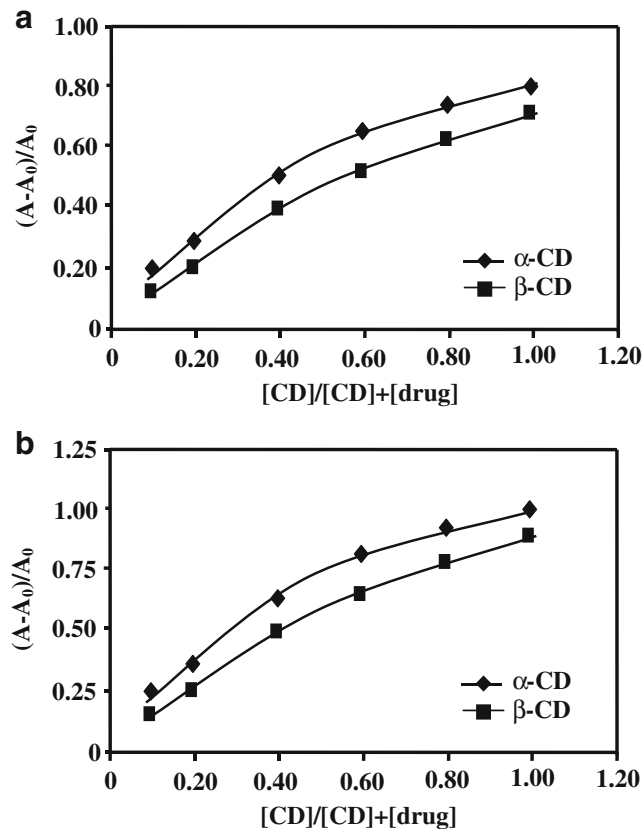 a
1.00
0.80
0.60
0.40
0.20
0
(A-A₀)/A₀
α-CD
β-CD
0 0.20 0.40 0.60 0.80 1.00 1.20
[CD]/[CD]+[drug]
b
1.25
1.00
0.75
0.50
0.25
0
(A-A₀)/A₀
α-CD
β-CD
0 0.20 0.40 0.60 0.80 1.00 1.20
[CD]/[CD]+[drug]